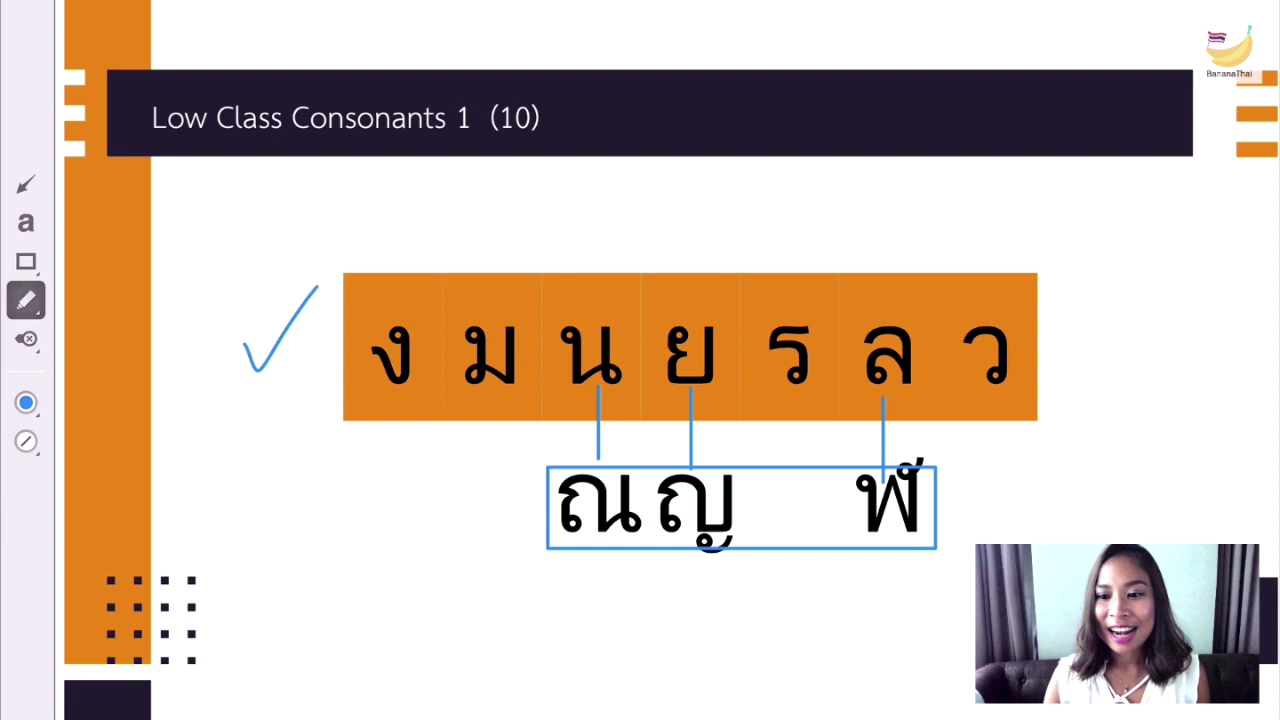 BananaThai
Low Class Consonants 1 (10)
a
ง ม น ย ร ล ว
ณ ญ ฬ